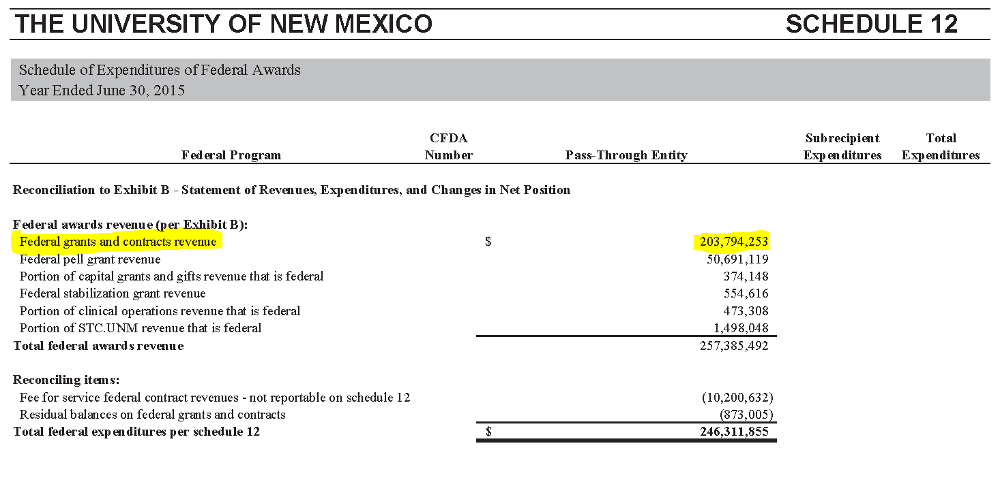 THE UNIVERSITY OF NEW MEXICO SCHEDULE 12
Schedule of Expenditures of Federal Awards
Year Ended June 30, 2015
CFDA Subrecipient Total
Federal Program Number Pass-Through Entity Expenditures Expenditures
Reconciliation to Exhibit B - Statement of Revenues, Expenditures, and Changes in Net Position
Federal awards revenue (per Exhibit B):
Federal grants and contracts revenue $ 203,794,253
Federal pell grant revenue 50,691,119
Portion of capital grants and gifts revenue that is federal 374,148
Federal stabilization grant revenue 554,616
Portion of clinical operations revenue that is federal 473,308
Portion of STC.UNM revenue that is federal 1,498,048
Total federal awards revenue 257,385,492
Reconciling items:
Fee for service federal contract revenues - not reportable on schedule 12 (10,200,632)
Residual balances on federal grants and contracts (873,005)
Total federal expenditures per schedule 12 $ 246,311,855